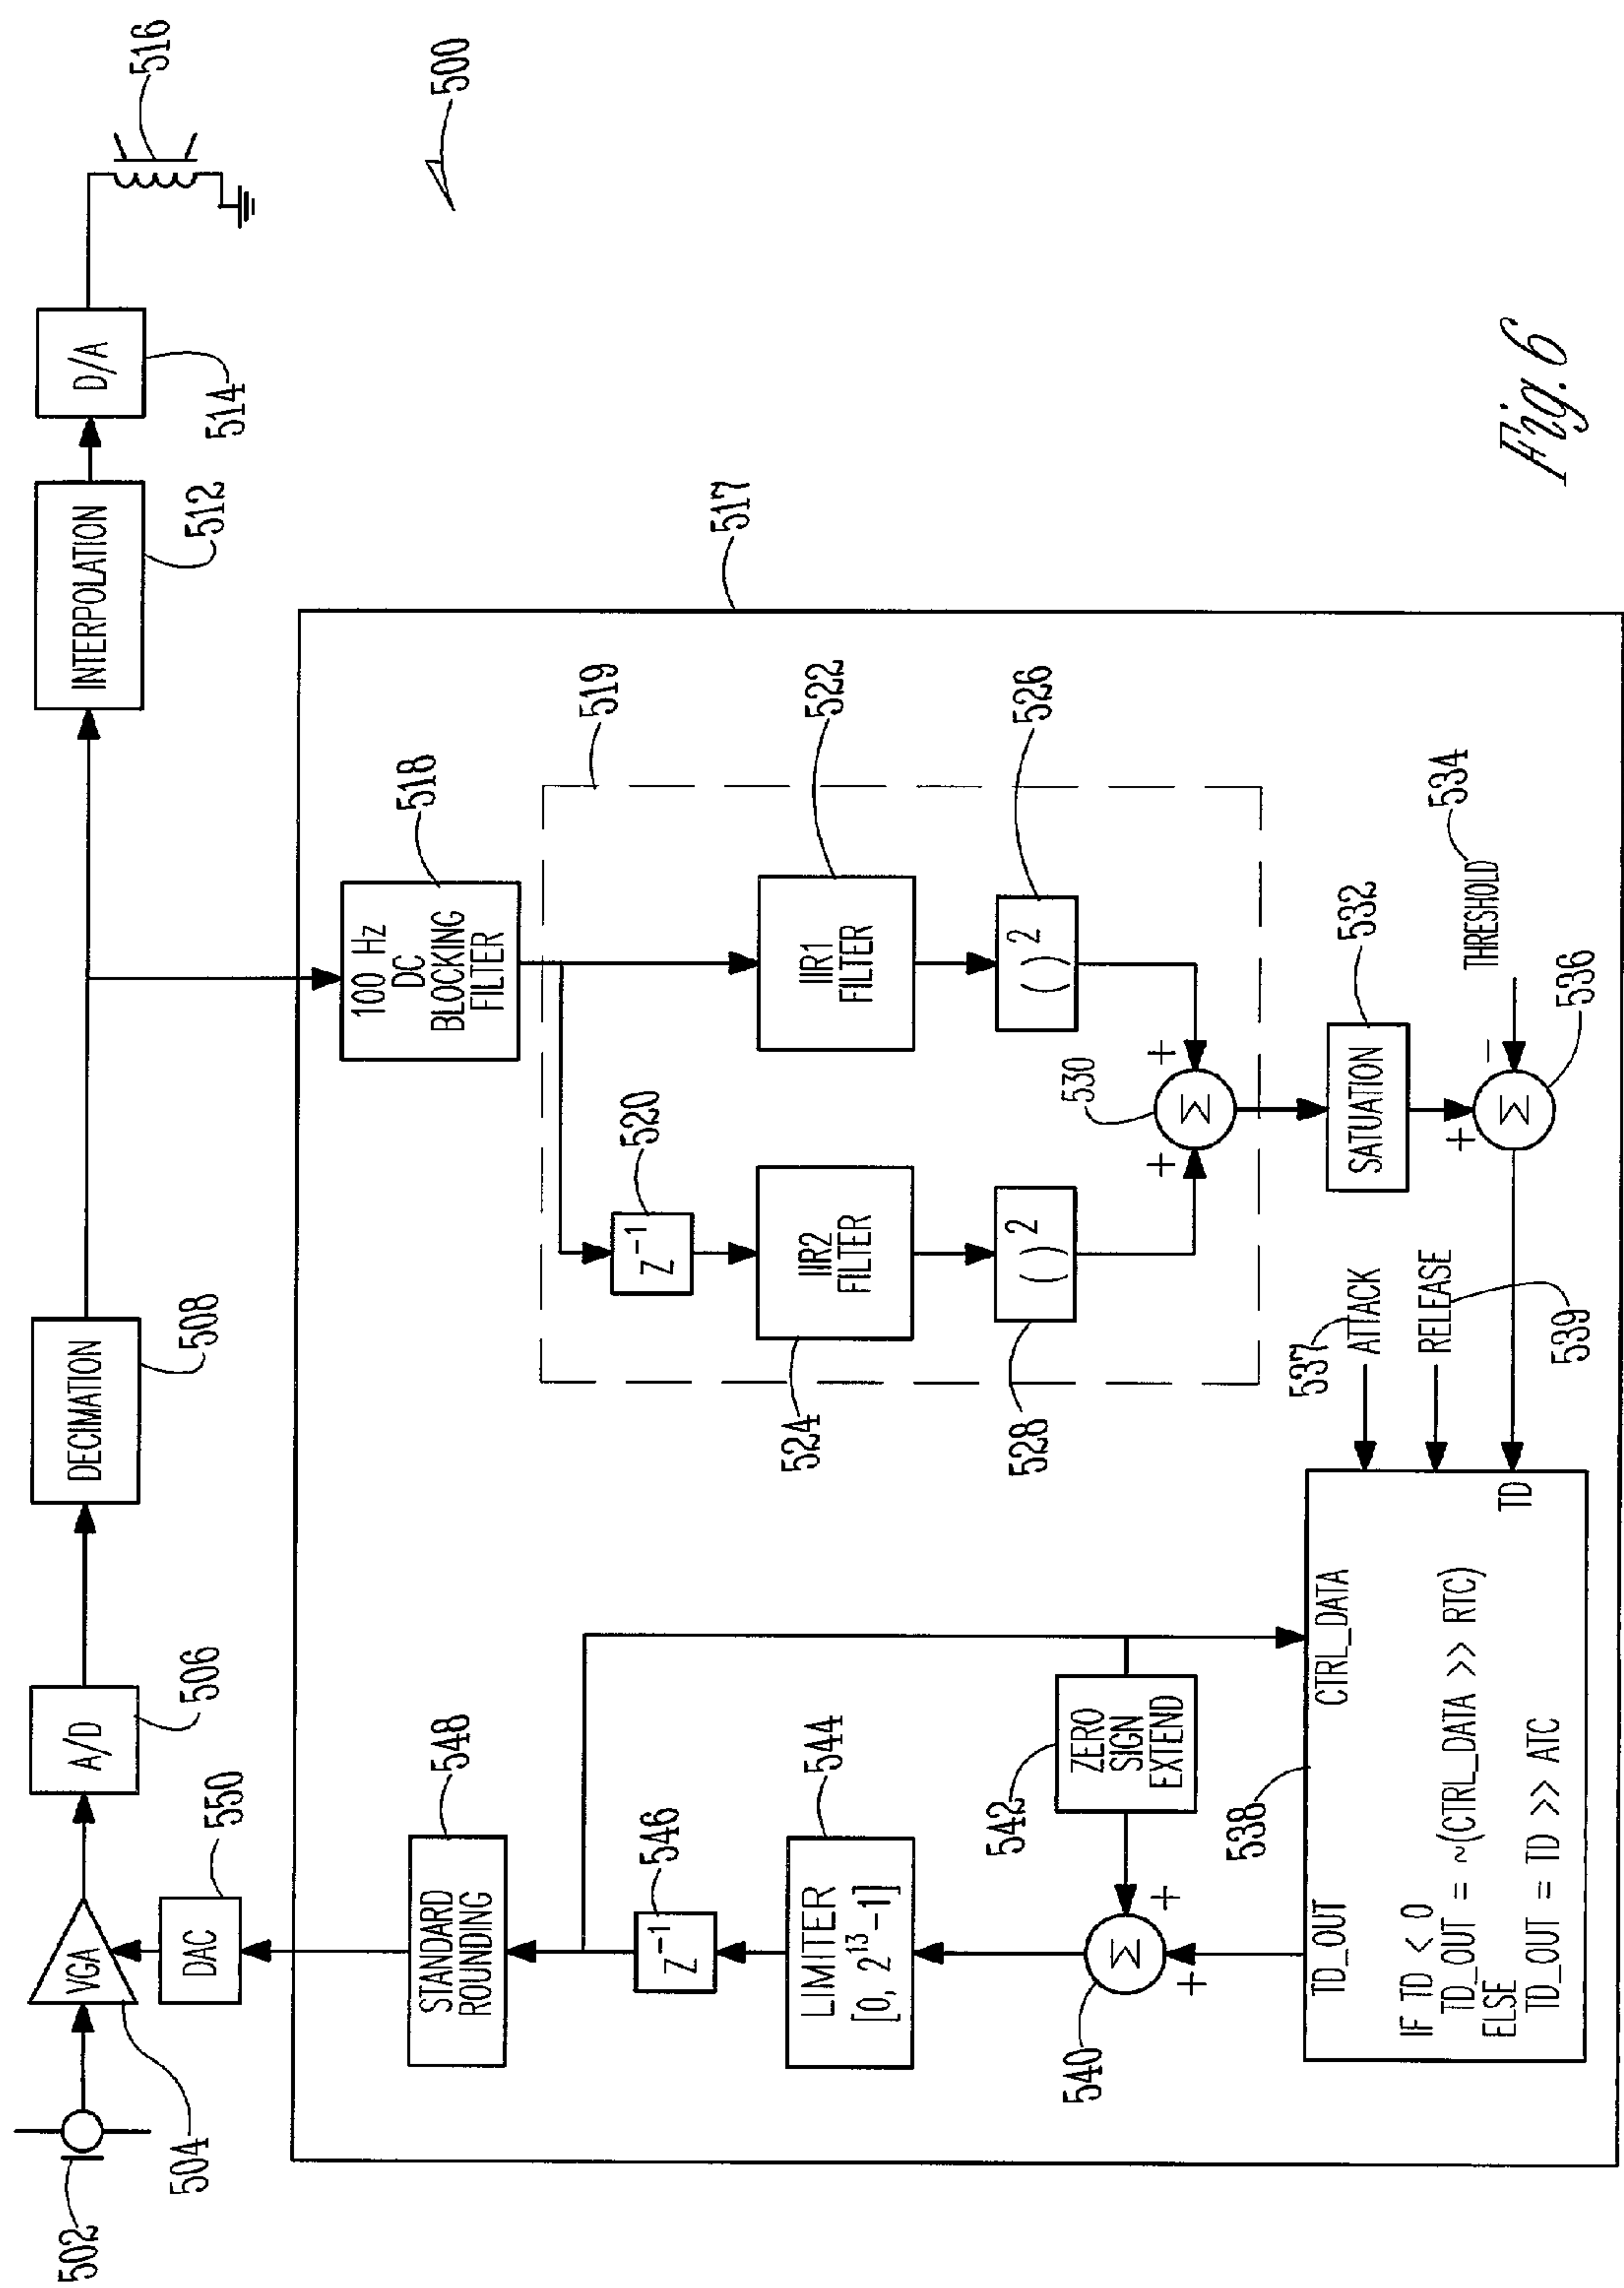 502
504
VGA
DAC
550
A/D
506
DECIMATION
508
INTERPOLATION
512
D/A
514
516
500
517
STANDARD
ROUNDING
548
Z⁻¹
546
LIMITER
[0, 2¹³-1]
544
Σ
+
+
540
ZERO
SIGN
EXTEND
542
100 Hz
DC
BLOCKING
FILTER
518
519
Z⁻¹
520
IIR2
FILTER
524
IIR1
FILTER
522
( )²
528
( )²
526
+
Σ
+
530
SATUATION
532
THRESHOLD
534
+
Σ
-
536
537
ATTACK
RELEASE
539
TD_OUT
538
CTRL_DATA
TD
IF TD < 0
TD_OUT = ~(CTRL_DATA >> RTC)
ELSE
TD_OUT = TD >> ATC
Fig. 6